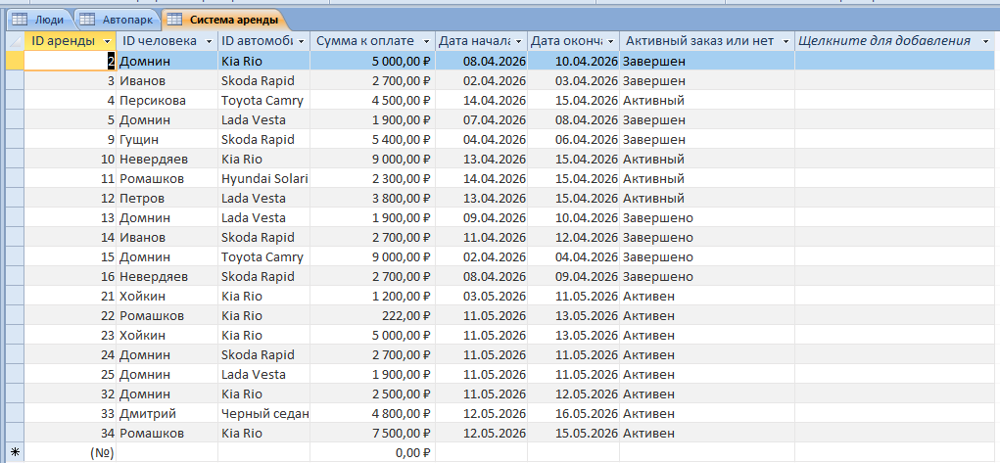 Люди Автопарк Система аренды
ID аренды ID человека ID автомобі Сумма к оплате Дата начала Дата оконча Активный заказ или нет Щелкните для добавления
2 Домнин Kia Rio 5 000,00 ₽ 08.04.2026 10.04.2026 Завершен
3 Иванов Skoda Rapid 2 700,00 ₽ 02.04.2026 03.04.2026 Завершен
4 Персикова Toyota Camry 4 500,00 ₽ 14.04.2026 15.04.2026 Активный
5 Домнин Lada Vesta 1 900,00 ₽ 07.04.2026 08.04.2026 Завершен
9 Гущин Skoda Rapid 5 400,00 ₽ 04.04.2026 06.04.2026 Завершен
10 Невердяев Kia Rio 9 000,00 ₽ 13.04.2026 15.04.2026 Активный
11 Ромашков Hyundai Solari 2 300,00 ₽ 14.04.2026 15.04.2026 Активный
12 Петров Lada Vesta 3 800,00 ₽ 13.04.2026 15.04.2026 Активный
13 Домнин Lada Vesta 1 900,00 ₽ 09.04.2026 10.04.2026 Завершено
14 Иванов Skoda Rapid 2 700,00 ₽ 11.04.2026 12.04.2026 Завершено
15 Домнин Toyota Camry 9 000,00 ₽ 02.04.2026 04.04.2026 Завершено
16 Невердяев Skoda Rapid 2 700,00 ₽ 08.04.2026 09.04.2026 Завершено
21 Хойкин Kia Rio 1 200,00 ₽ 03.05.2026 11.05.2026 Активен
22 Ромашков Kia Rio 222,00 ₽ 11.05.2026 13.05.2026 Активен
23 Хойкин Kia Rio 5 000,00 ₽ 11.05.2026 13.05.2026 Активен
24 Домнин Skoda Rapid 2 700,00 ₽ 11.05.2026 11.05.2026 Активен
25 Домнин Lada Vesta 1 900,00 ₽ 11.05.2026 11.05.2026 Активен
32 Домнин Kia Rio 2 500,00 ₽ 11.05.2026 12.05.2026 Активен
33 Дмитрий Черный седан 4 800,00 ₽ 12.05.2026 16.05.2026 Активен
34 Ромашков Kia Rio 7 500,00 ₽ 12.05.2026 15.05.2026 Активен
(№) 0,00 ₽